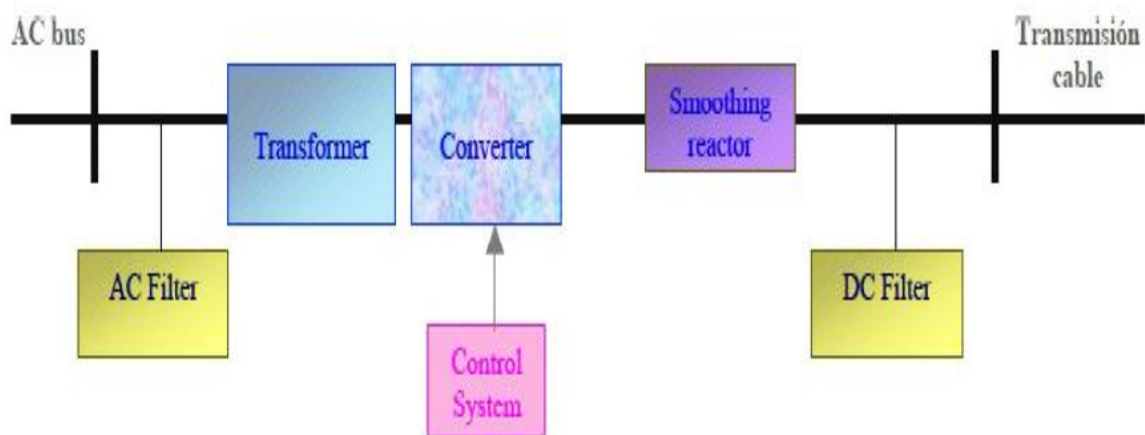 AC bus
Transmisión
cable
Transformer
Converter
Smoothing
reactor
AC Filter
DC Filter
Control
System